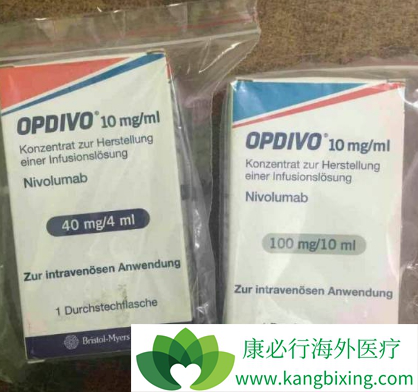 OPDIVO® 10 mg/ml
Konzentrat zur Herstellung
einer Infusionslösung
Nivolumab
40 mg/4 ml
Zur intravenösen Anwendung
1 Durchstechflasche
Bristol-Myers
OPDIVO® 10 mg/ml
Konzentrat zur Herstellung
einer Infusionslösung
Nivolumab
100 mg/10 ml
Zur intravenösen Anwendung
康必行海外医疗
www.kangbixing.com